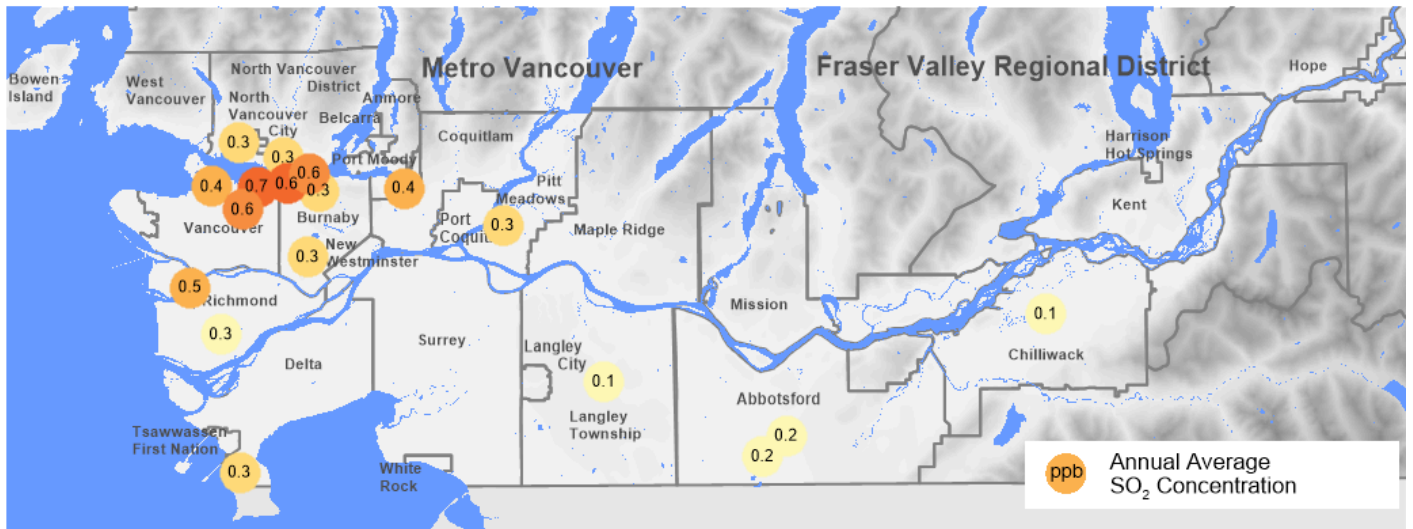 Metro Vancouver
Fraser Valley Regional District
Hope
Bowen
Island
West
Vancouver
North Vancouver
District
North
Vancouver
City
Anmore
Belcarra
Coquitlam
Harrison
Hot Springs
0.3
0.3
Port Moody
0.6
0.4
0.7
0.6
0.3
0.4
Pitt
Meadows
Kent
0.6
Vancouver
Burnaby
Port
Coquitlam
0.3
Maple Ridge
0.3
New
Westminster
0.5
Richmond
Mission
0.1
0.3
Surrey
Langley
City
Chilliwack
Delta
0.1
Abbotsford
Langley
Township
0.2
0.2
Tsawwassen
First Nation
0.3
White
Rock
ppb
Annual Average
SO₂ Concentration